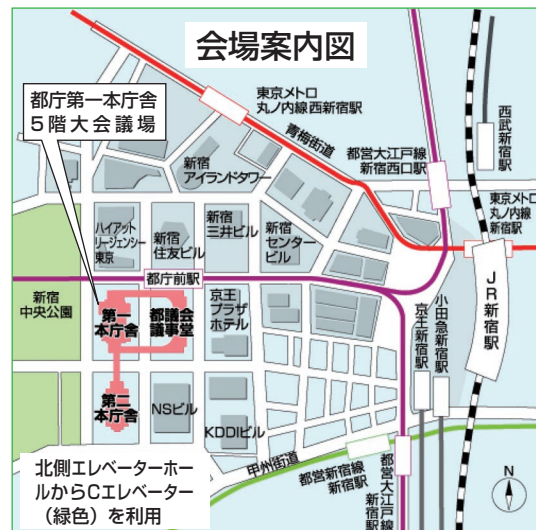 会場案内図
都庁第一本庁舎
5階大会議場
東京メトロ
丸ノ内線西新宿駅
青梅街道
西武新宿駅
都営大江戸線
新宿西口駅
新宿
アイランドタワー
東京メトロ
丸ノ内線
新宿駅
ハイアット
リージェンシー
東京
新宿
住友ビル
新宿
三井ビル
新宿
センター
ビル
都庁前駅
JR新宿駅
新宿
中央公園
第一
本庁舎
都議会
議事堂
京王
プラザ
ホテル
小田急新宿駅
京王新宿駅
第二
本庁舎
NSビル
KDDIビル
甲州街道
都営新宿線
新宿駅
都営大江戸線
新宿駅
北側エレベーターホ
ールからCエレベーター
（緑色）を利用
N